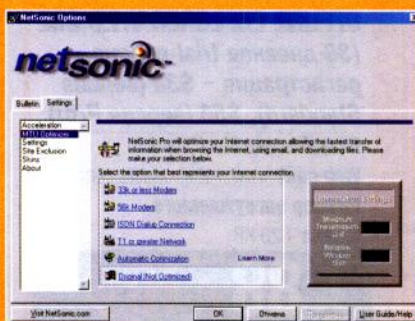 NetSonic Options
netsonic
Bulletin Settings
Acceleration
MTU Optimizer
Settings
Site Exclusion
Skins
About
NetSonic Pro will optimize your Internet connection allowing the fastest transfer of
information when browsing the Internet, using email, and downloading files. Please
make your selection below.
Select the option that best represents your Internet connection.
33k or less Modem
56k Modem
ISDN Dialup Connection
T1 or greater Network
Automatic Optimization Learn More
Original (Not Optimized)
Maximum
Transmission
Unit
Receive
Window
Size
Visit NetSonic.com
OK
Отмена
User Guide/Help